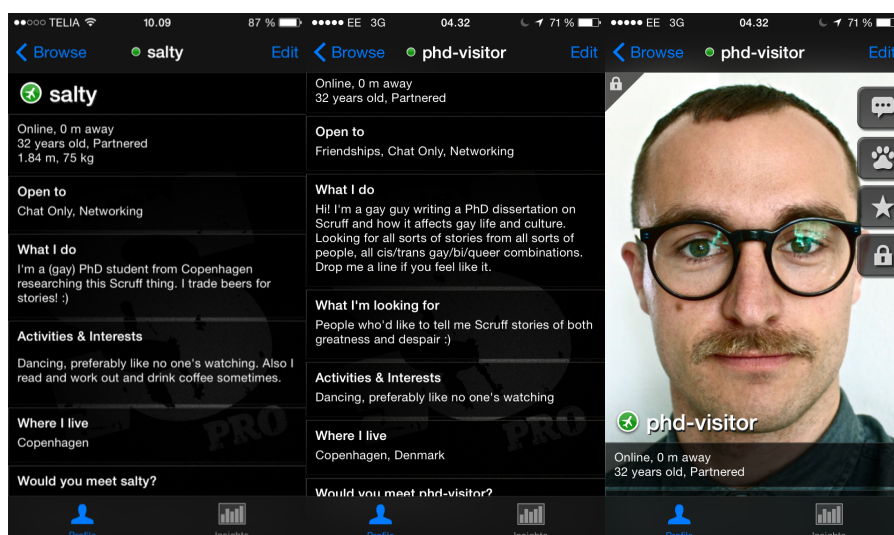 TELIA 10.09 87 %
Browse salty Edit
salty
Online, 0 m away
32 years old, Partnered
1.84 m, 75 kg
Open to
Chat Only, Networking
What I do
I'm a (gay) PhD student from Copenhagen
researching this Scruff thing. I trade beers for
stories! :)
Activities & Interests
Dancing, preferably like no one's watching. Also I
read and work out and drink coffee sometimes.
Where I live
Copenhagen
Would you meet salty?
PRO
Profile Insights
EE 3G 04.32 71 %
Browse phd-visitor Edit
Online, 0 m away
32 years old, Partnered
Open to
Friendships, Chat Only, Networking
What I do
Hi! I'm a gay guy writing a PhD dissertation on
Scruff and how it affects gay life and culture.
Looking for all sorts of stories from all sorts of
people, all cis/trans gay/bi/queer combinations.
Drop me a line if you feel like it.
What I'm looking for
People who'd like to tell me Scruff stories of both
greatness and despair :)
Activities & Interests
Dancing, preferably like no one's watching
Where I live
Copenhagen, Denmark
Would you meet phd-visitor?
PRO
Profile Insights
EE 3G 04.32 71 %
Browse phd-visitor Edit
phd-visitor
Online, 0 m away
32 years old, Partnered
Profile Insights